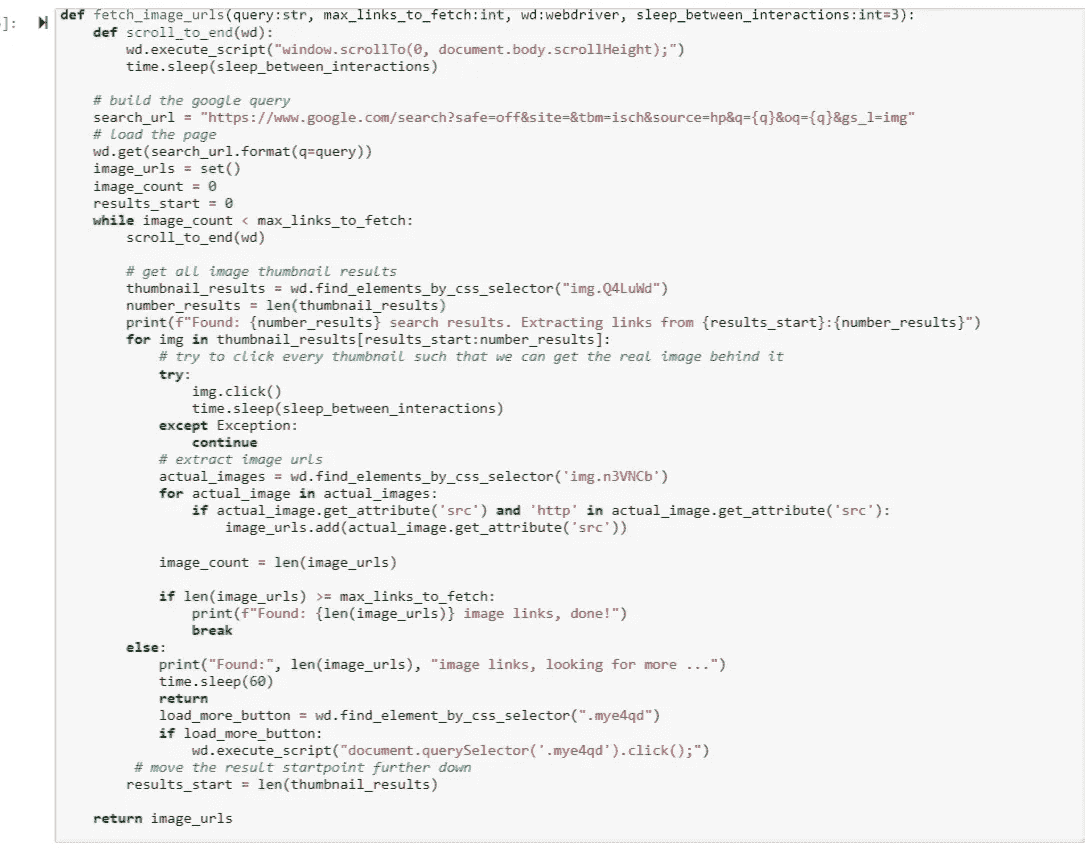 ]:
def fetch_image_urls(query:str, max_links_to_fetch:int, wd:webdriver, sleep_between_interactions:int=3):
    def scroll_to_end(wd):
        wd.execute_script("window.scrollTo(0, document.body.scrollHeight);")
        time.sleep(sleep_between_interactions)

    # build the google query
    search_url = "https://www.google.com/search?safe=off&site=&tbm=isch&source=hp&q={q}&oq={q}&gs_l=img"
    # load the page
    wd.get(search_url.format(q=query))
    image_urls = set()
    image_count = 0
    results_start = 0
    while image_count < max_links_to_fetch:
        scroll_to_end(wd)

        # get all image thumbnail results
        thumbnail_results = wd.find_elements_by_css_selector("img.Q4LuWd")
        number_results = len(thumbnail_results)
        print(f"Found: {number_results} search results. Extracting links from {results_start}:{number_results}")
        for img in thumbnail_results[results_start:number_results]:
            # try to click every thumbnail such that we can get the real image behind it
            try:
                img.click()
                time.sleep(sleep_between_interactions)
            except Exception:
                continue
            # extract image urls
            actual_images = wd.find_elements_by_css_selector('img.n3VNCb')
            for actual_image in actual_images:
                if actual_image.get_attribute('src') and 'http' in actual_image.get_attribute('src'):
                    image_urls.add(actual_image.get_attribute('src'))

            image_count = len(image_urls)

            if len(image_urls) >= max_links_to_fetch:
                print(f"Found: {len(image_urls)} image links, done!")
                break
        else:
            print("Found:", len(image_urls), "image links, looking for more ...")
            time.sleep(60)
            return
            load_more_button = wd.find_element_by_css_selector(".mye4qd")
            if load_more_button:
                wd.execute_script("document.querySelector('.mye4qd').click();")
         # move the result startpoint further down
        results_start = len(thumbnail_results)

    return image_urls